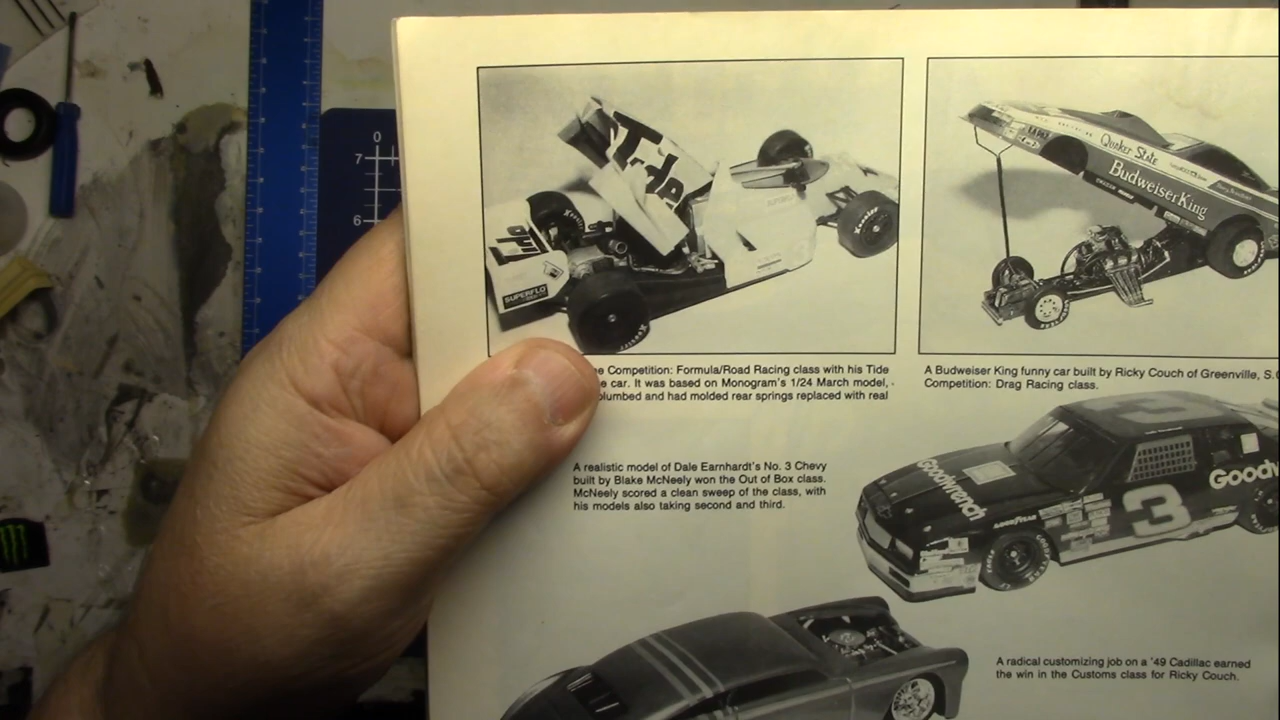 0
7
6
Tide
SUPERFLO
Quaker State
BudweiserKing
e Competition: Formula/Road Racing class with his Tide
e car. It was based on Monogram's 1/24 March model,
lumbed and had molded rear springs replaced with real
A Budweiser King funny car built by Ricky Couch of Greenville, S.C
Competition: Drag Racing class.
A realistic model of Dale Earnhardt's No. 3 Chevy
built by Blake McNeely won the Out of Box class.
McNeely scored a clean sweep of the class, with
his models also taking second and third.
3
Goodwrench
GOODYEAR
3
Goodw
A radical customizing job on a '49 Cadillac earned
the win in the Customs class for Ricky Couch.